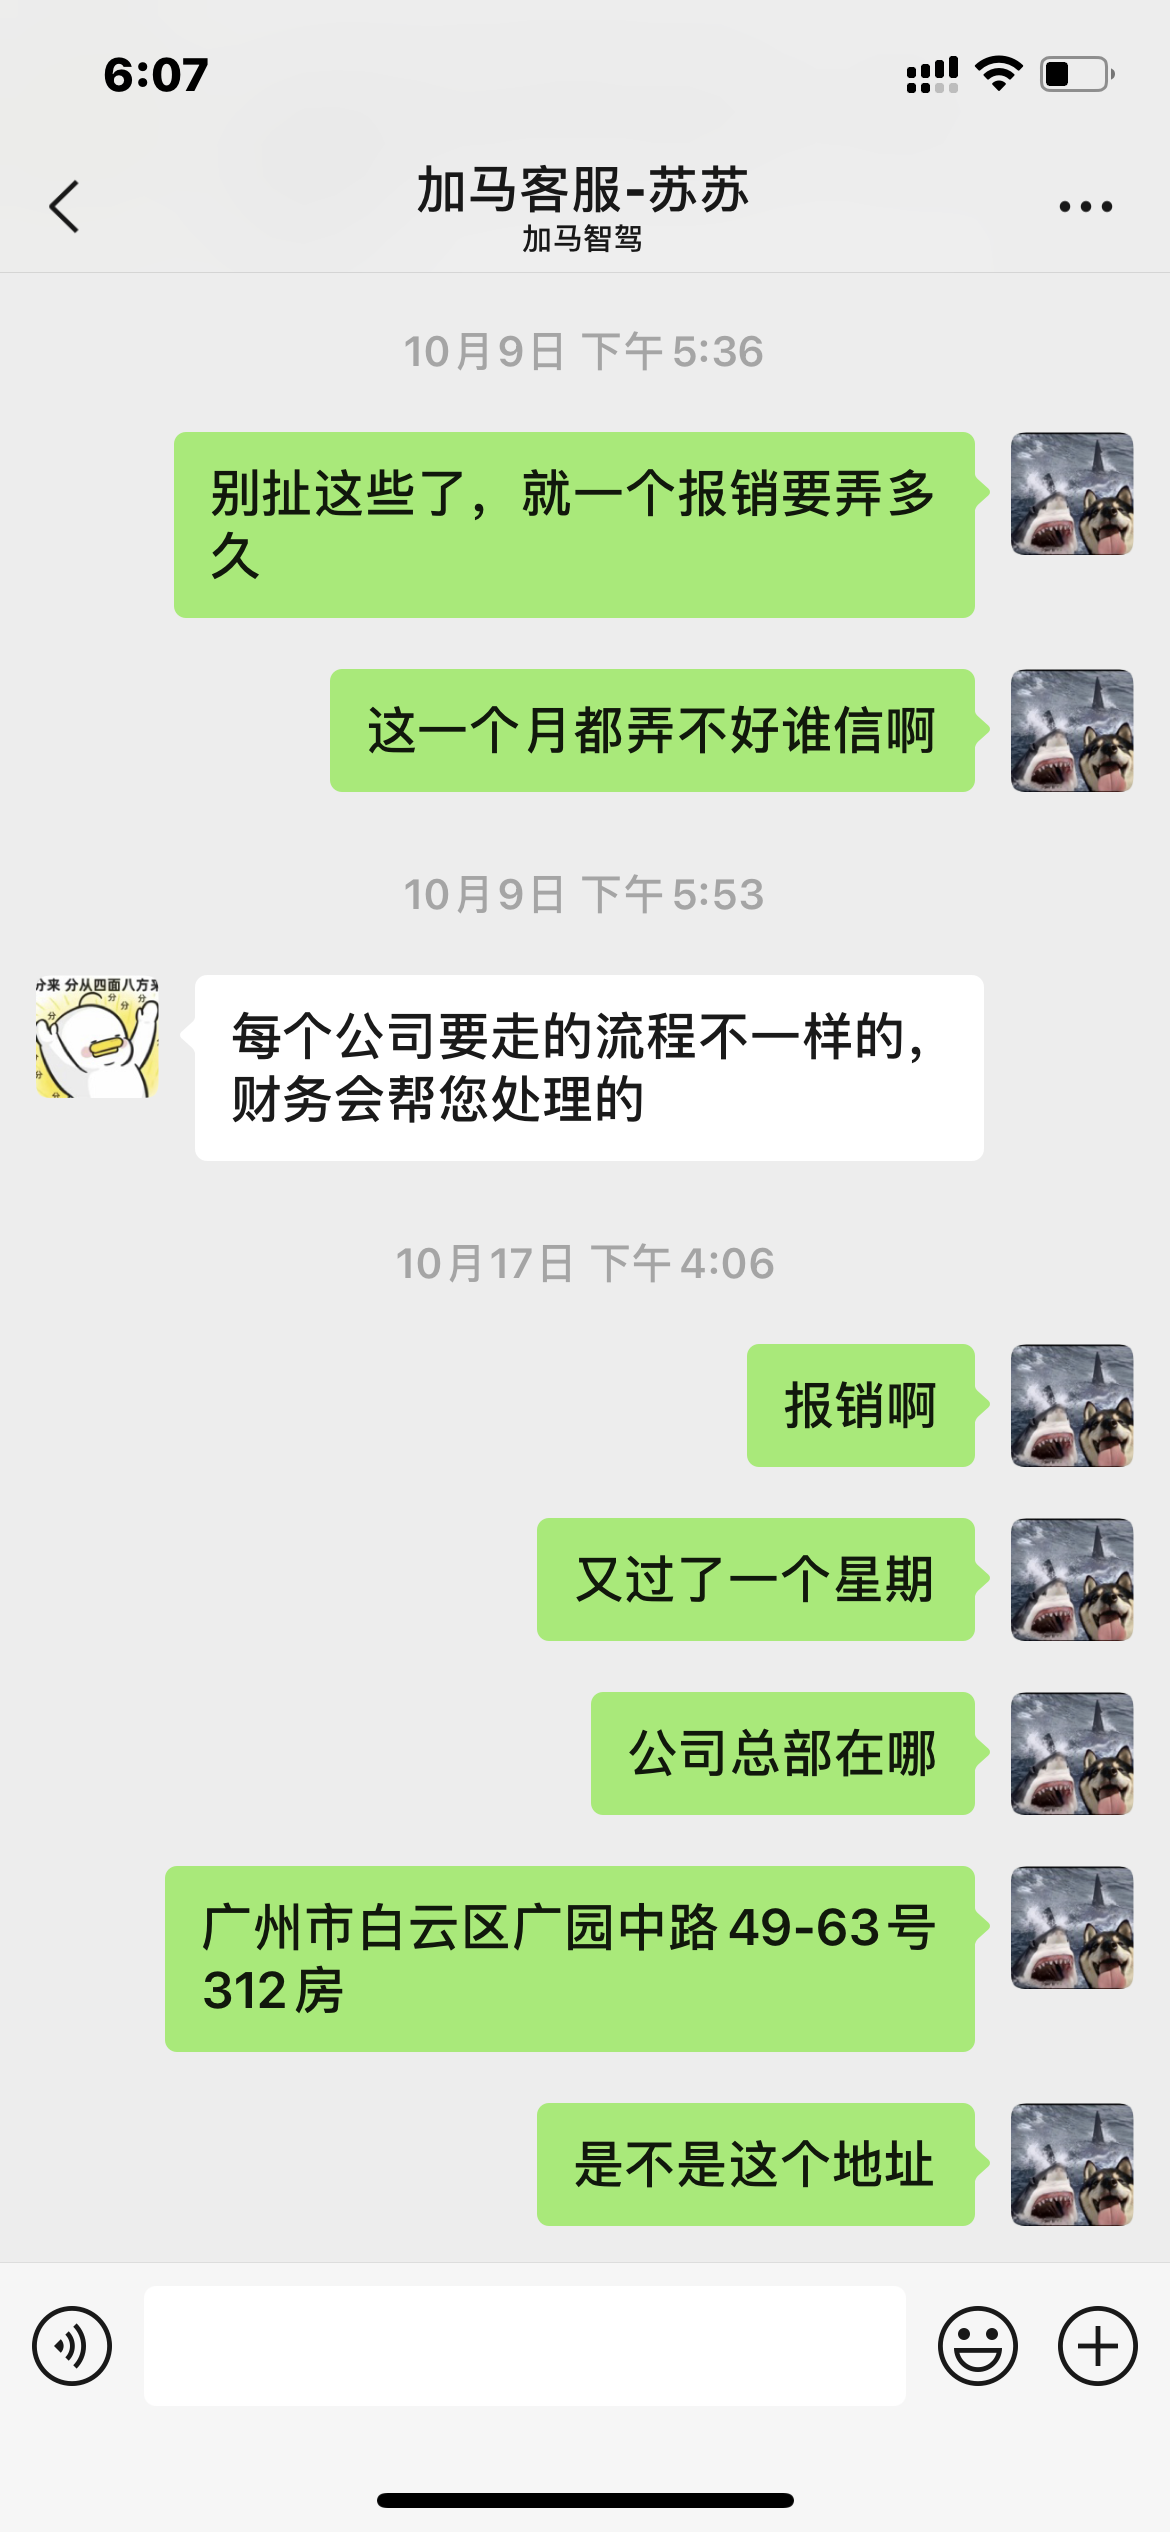 6:07
加马客服-苏苏
加马智驾
10月9日 下午5:36
别扯这些了，就一个报销要弄多
久
这一个月都弄不好谁信啊
10月9日 下午5:53
分来 分从四面八方来
每个公司要走的流程不一样的，
财务会帮您处理的
10月17日 下午4:06
报销啊
又过了一个星期
公司总部在哪
广州市白云区广园中路49-63号
312房
是不是这个地址